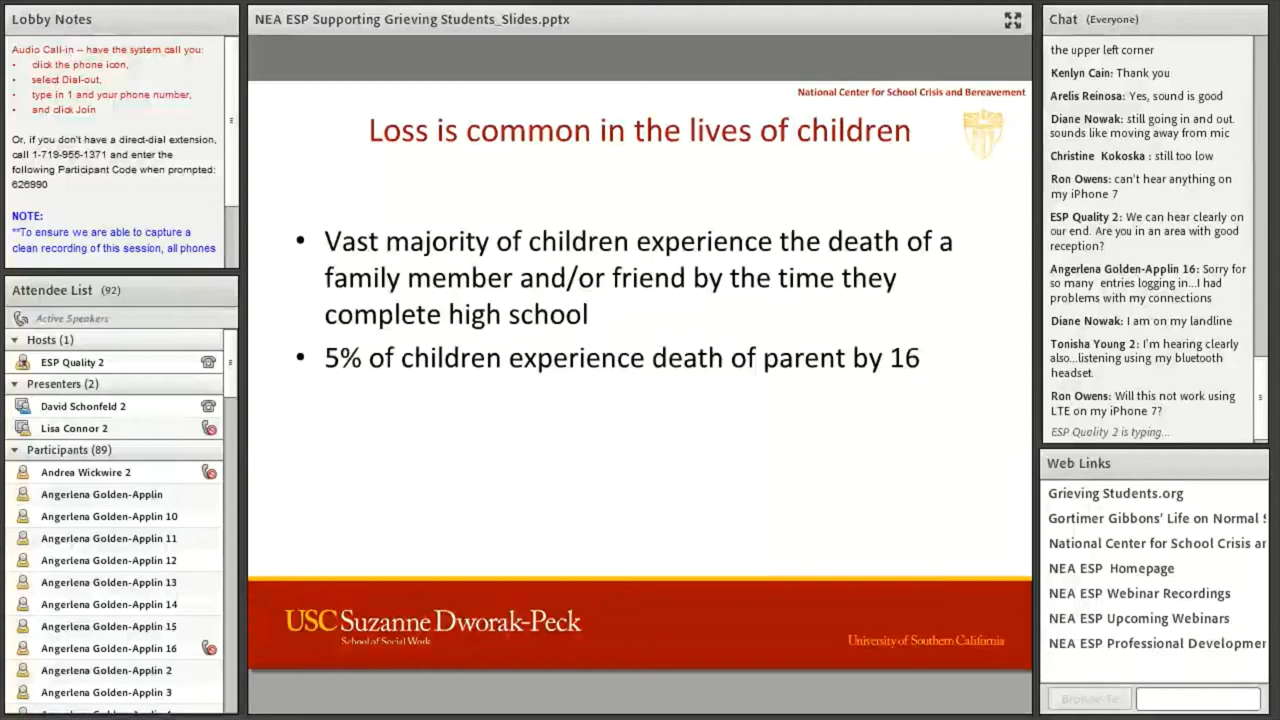 Lobby Notes
Audio Call-in -- have the system call you:
• click the phone icon,
• select Dial-out,
• type in 1 and your phone number,
• and click Join
Or, if you don't have a direct-dial extension,
call 1-719-955-1371 and enter the
following Participant Code when prompted:
626990
NOTE:
**To ensure we are able to capture a
clean recording of this session, all phones
Attendee List (92)
Active Speakers
Hosts (1)
ESP Quality 2
Presenters (2)
David Schonfeld 2
Lisa Connor 2
Participants (89)
Andrea Wickwire 2
Angerlena Golden-Applin
Angerlena Golden-Applin 10
Angerlena Golden-Applin 11
Angerlena Golden-Applin 12
Angerlena Golden-Applin 13
Angerlena Golden-Applin 14
Angerlena Golden-Applin 15
Angerlena Golden-Applin 16
Angerlena Golden-Applin 2
Angerlena Golden-Applin 3
NEA ESP Supporting Grieving Students_Slides.pptx
National Center for School Crisis and Bereavement
Loss is common in the lives of children
• Vast majority of children experience the death of a
family member and/or friend by the time they
complete high school
• 5% of children experience death of parent by 16
USC Suzanne Dworak-Peck
School of Social Work
University of Southern California
Chat (Everyone)
the upper left corner
Kenlyn Cain: Thank you
Arelis Reinosa: Yes, sound is good
Diane Nowak: still going in and out.
sounds like moving away from mic
Christine Kokoska : still too low
Ron Owens: can't hear anything on
my iPhone 7
ESP Quality 2: We can hear clearly on
our end. Are you in an area with good
reception?
Angerlena Golden-Applin 16: Sorry for
so many entries logging in...I had
problems with my connections
Diane Nowak: I am on my landline
Tonisha Young 2: I'm hearing clearly
also...listening using my bluetooth
headset.
Ron Owens: Will this not work using
LTE on my iPhone 7?
ESP Quality 2 is typing...
Web Links
Grieving Students.org
Gortimer Gibbons' Life on Normal
National Center for School Crisis ar
NEA ESP Homepage
NEA ESP Webinar Recordings
NEA ESP Upcoming Webinars
NEA ESP Professional Developmer
Browse To